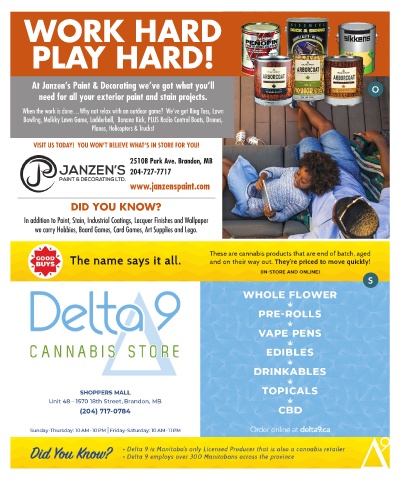 WORK HARD
PLAY HARD!
At Janzen's Paint & Decorating we've got what you'll
need for all your exterior paint and stain projects.
When the work is done... Why not relax with an outdoor game? We've got King Toss, Lawn
Bowling, Molkky Lawn Game, Ladderball, Banana Kick, PLUS Radio Control Boats, Drones,
Planes, Helicopters & Trucks!
VISIT US TODAY! YOU WON'T BELIEVE WHAT'S IN STORE FOR YOU!
JANZEN'S
PAINT & DECORATING LTD.
2510B Park Ave. Brandon, MB
204-727-7717
www.janzenspaint.com
DID YOU KNOW?
In addition to Paint, Stain, Industrial Coatings, Lacquer Finishes and Wallpaper
we carry Hobbies, Board Games, Card Games, Art Supplies and Lego.
PENOFIN
sikkens
ARBORCOAT
ARBORCOAT
ARBORCOAT
O
GOOD
BUYS
The name says it all.
These are cannabis products that are end of batch, aged
and on their way out. They're priced to move quickly!
(IN-STORE AND ONLINE)
S
Delta 9
CANNABIS STORE
SHOPPERS MALL
Unit 48 - 1570 18th Street, Brandon, MB
(204) 717-0784
Sunday-Thursday: 10 AM - 10 PM | Friday-Saturday: 10 AM - 11 PM
WHOLE FLOWER
PRE-ROLLS
VAPE PENS
EDIBLES
DRINKABLES
TOPICALS
CBD
Order online at delta9.ca
Did You Know?
• Delta 9 is Manitoba's only Licensed Producer that is also a cannabis retailer
• Delta 9 employs over 300 Manitobans across the province
9